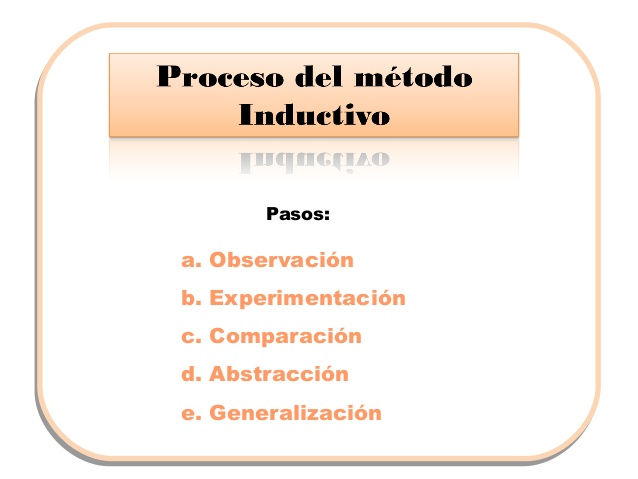 Proceso del método
Inductivo
Pasos:
a. Observación
b. Experimentación
c. Comparación
d. Abstracción
e. Generalización